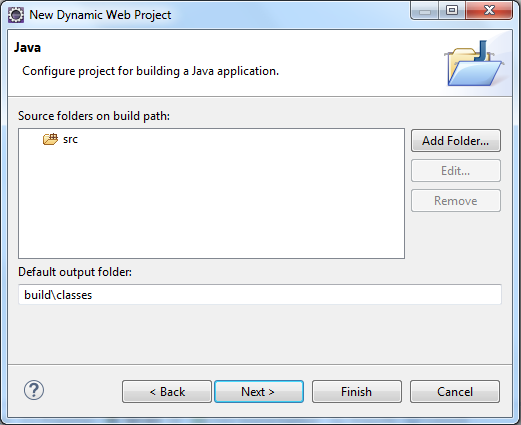 New Dynamic Web Project
Java
Configure project for building a Java application.
Source folders on build path:
src
Add Folder...
Edit...
Remove
Default output folder:
build\classes
?
< Back
Next >
Finish
Cancel